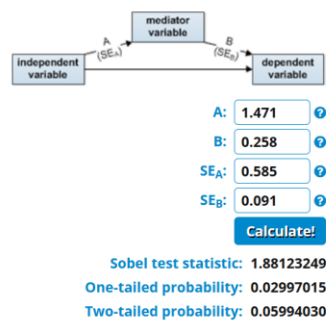 mediator
variable
A
(SEA)
B
(SEB)
independent
variable
dependent
variable
A: 1.471 ?
B: 0.258 ?
SEA: 0.585 ?
SEB: 0.091 ?
Calculate!
Sobel test statistic: 1.88123249
One-tailed probability: 0.02997015
Two-tailed probability: 0.05994030